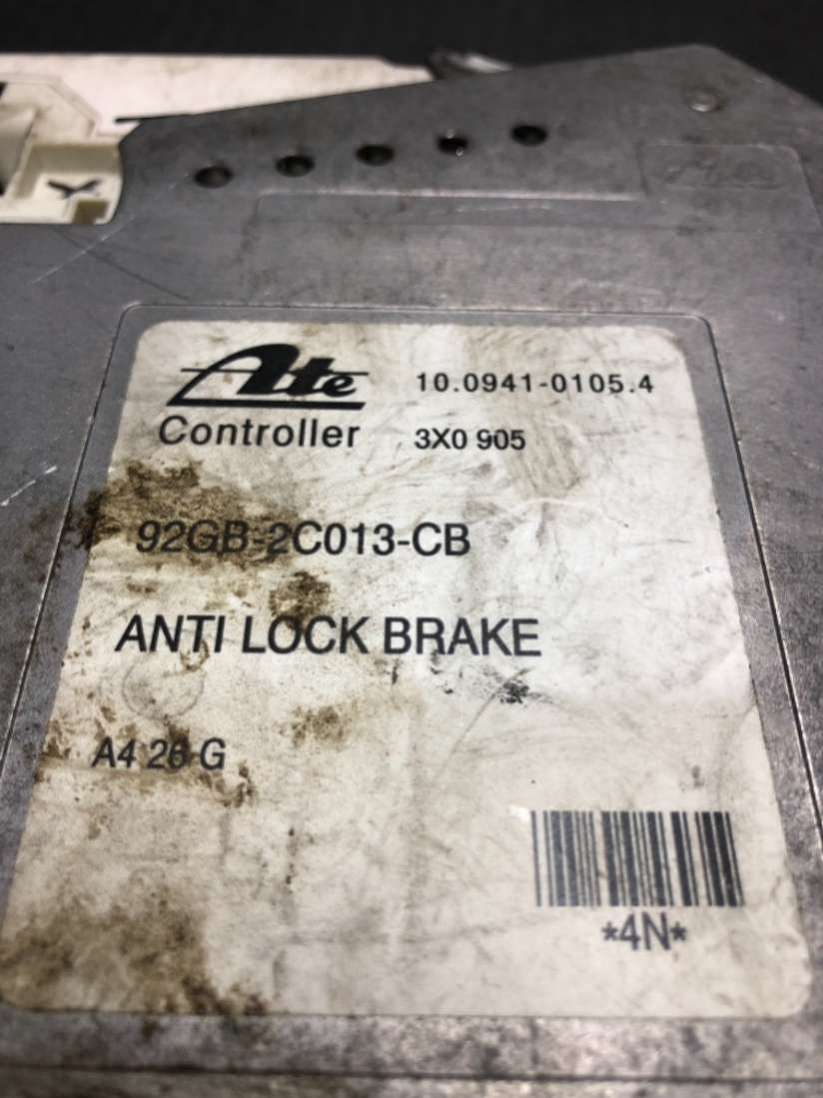 Ate 10.0941-0105.4
Controller 3X0 905
92GB-2C013-CB
ANTI LOCK BRAKE
A4 26 G
*4N*